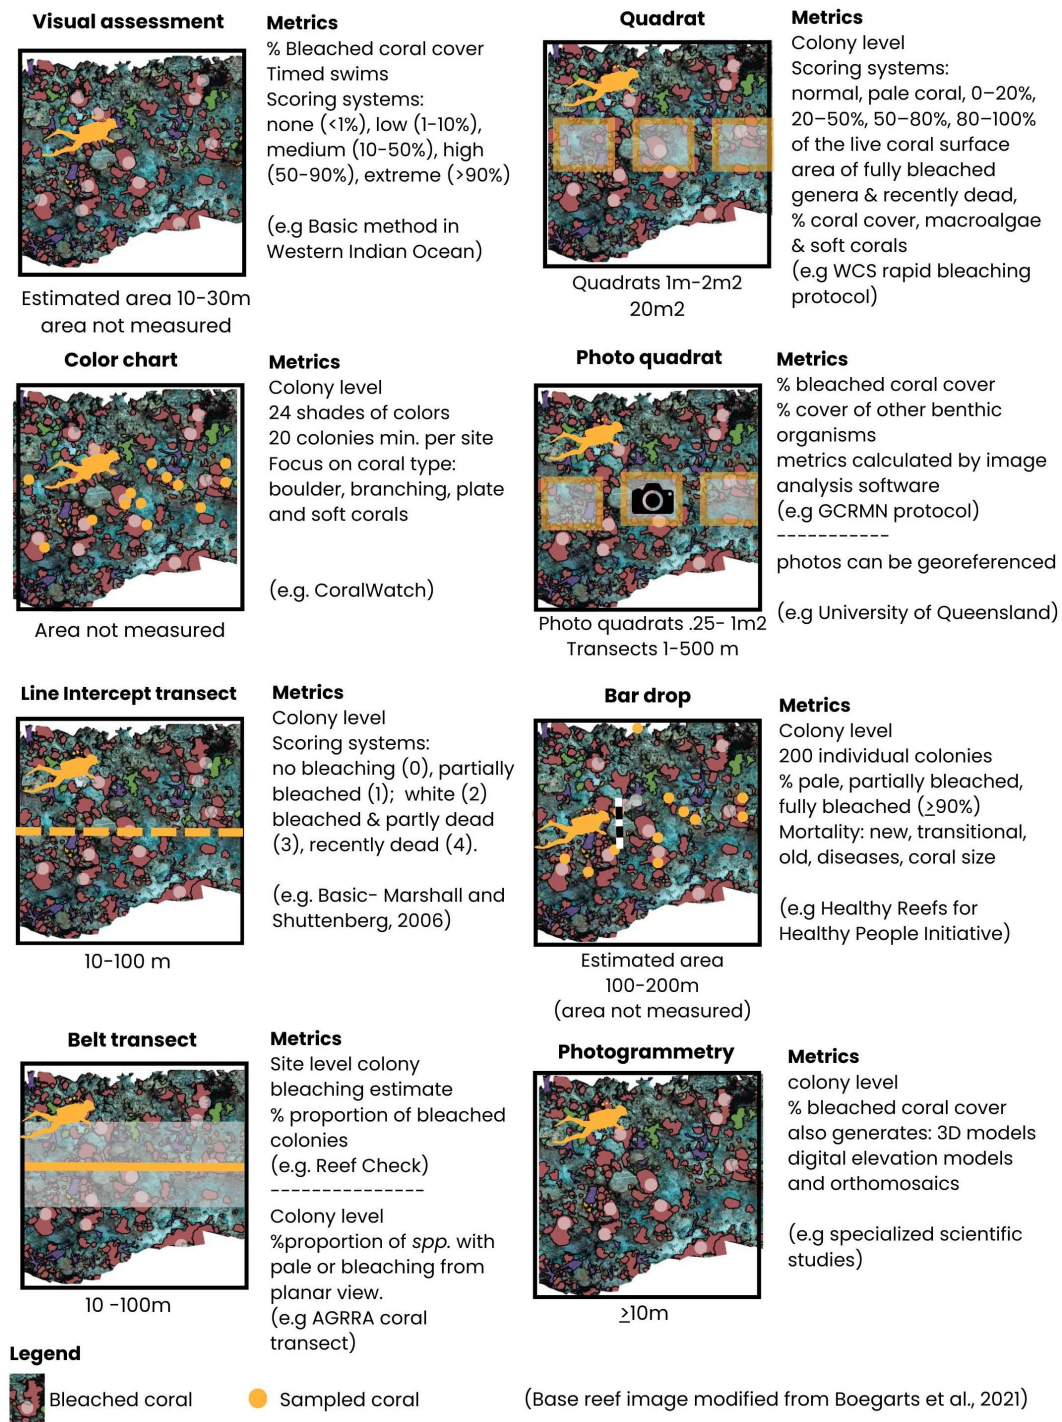 Visual assessment
Metrics
% Bleached coral cover
Timed swims
Scoring systems:
none (<1%), low (1-10%),
medium (10-50%), high
(50-90%), extreme (>90%)
(e.g Basic method in
Western Indian Ocean)
Estimated area 10-30m
area not measured
Quadrat
Metrics
Colony level
Scoring systems:
normal, pale coral, 0–20%,
20–50%, 50–80%, 80–100%
of the live coral surface
area of fully bleached
genera & recently dead,
% coral cover, macroalgae
& soft corals
(e.g WCS rapid bleaching
protocol)
Quadrats 1m-2m2
20m2
Color chart
Metrics
Colony level
24 shades of colors
20 colonies min. per site
Focus on coral type:
boulder, branching, plate
and soft corals
(e.g. CoralWatch)
Area not measured
Photo quadrat
Metrics
% bleached coral cover
% cover of other benthic
organisms
metrics calculated by image
analysis software
(e.g GCRMN protocol)
-----------
photos can be georeferenced
(e.g University of Queensland)
Photo quadrats .25- 1m2
Transects 1-500 m
Line Intercept transect
Metrics
Colony level
Scoring systems:
no bleaching (0), partially
bleached (1);  white (2)
bleached & partly dead
(3), recently dead (4).
(e.g. Basic- Marshall and
Shuttenberg, 2006)
10-100 m
Bar drop
Metrics
Colony level
200 individual colonies
% pale, partially bleached,
fully bleached (≥90%)
Mortality: new, transitional,
old, diseases, coral size
(e.g Healthy Reefs for
Healthy People Initiative)
Estimated area
100-200m
(area not measured)
Belt transect
Metrics
Site level colony
bleaching estimate
% proportion of bleached
colonies
(e.g. Reef Check)
---------------
Colony level
%proportion of spp. with
pale or bleaching from
planar view.
(e.g AGRRA coral
transect)
10 -100m
Photogrammetry
Metrics
colony level
% bleached coral cover
also generates: 3D models
digital elevation models
and orthomosaics
(e.g specialized scientific
studies)
≥10m
Legend
Bleached coral
Sampled coral
(Base reef image modified from Boegarts et al., 2021)